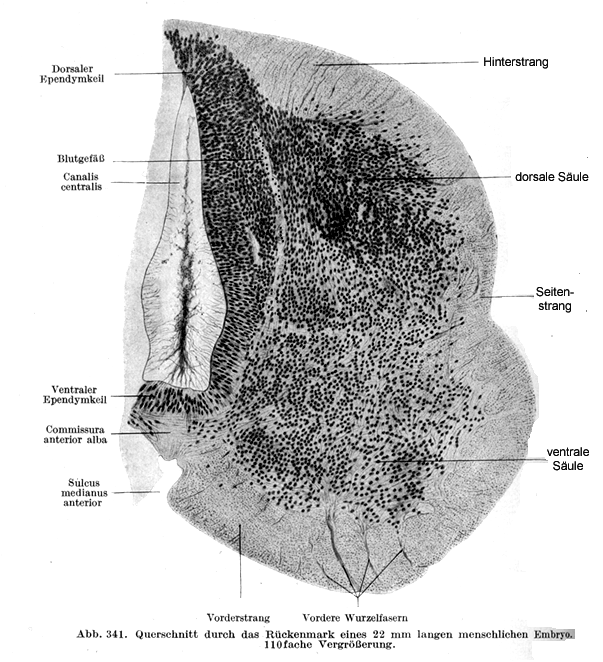 Hinterstrang
Dorsaler
Ependymkeil
Blutgefäß
Canalis
centralis
dorsale Säule
Seiten-
strang
Ventraler
Ependymkeil
Commissura
anterior alba
ventrale
Säule
Sulcus
medianus
anterior
Vorderstrang
Vordere Wurzelfasern
Abb. 341. Querschnitt durch das Rückenmark eines 22 mm langen menschlichen Embryo.
110fache Vergrößerung.